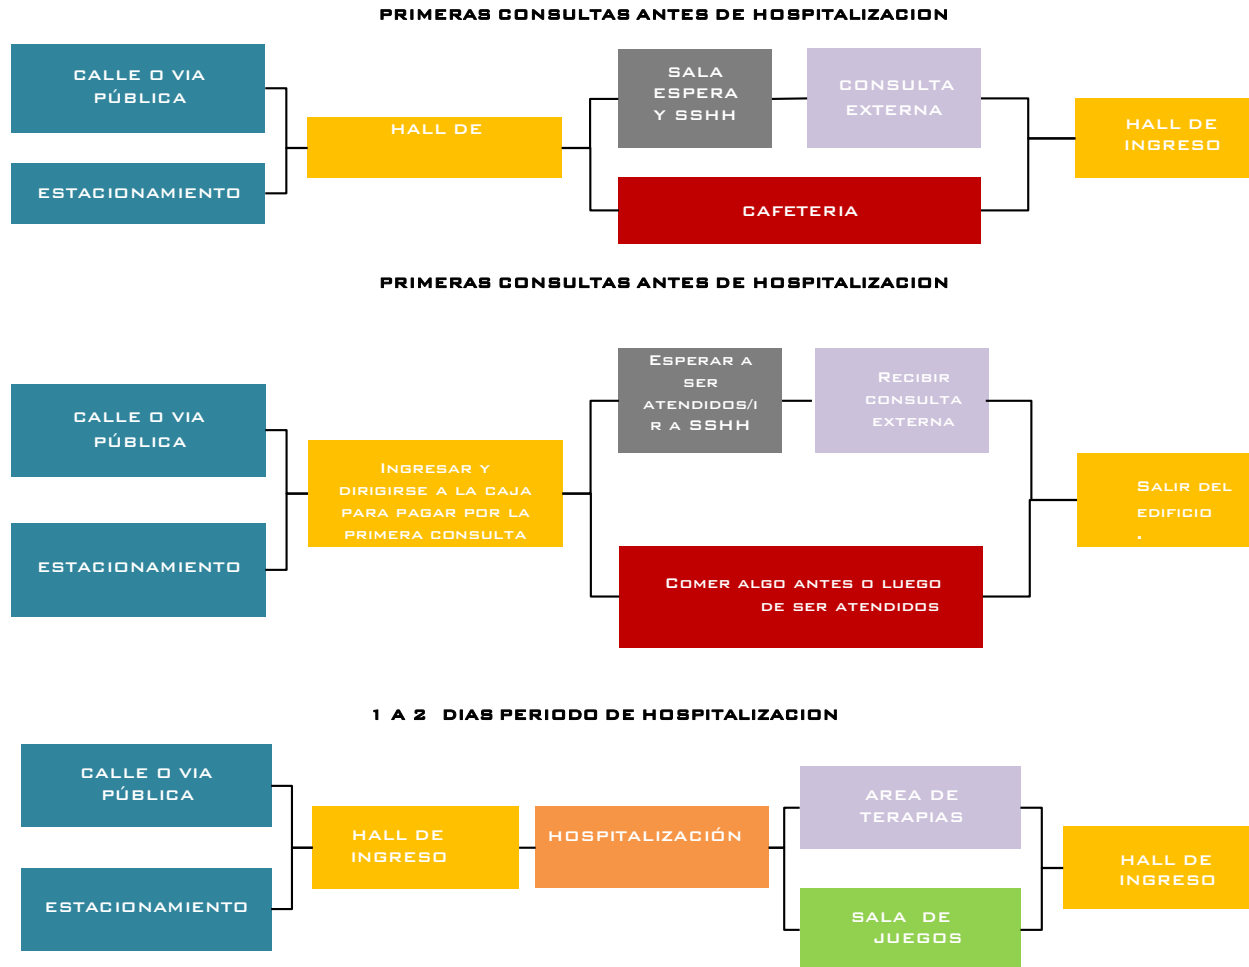 PRIMERAS CONSULTAS ANTES DE HOSPITALIZACION
CALLE O VIA
PÚBLICA
ESTACIONAMIENTO
HALL DE
SALA
ESPERA
Y SSHH
CONSULTA
EXTERNA
CAFETERIA
HALL DE
INGRESO
PRIMERAS CONSULTAS ANTES DE HOSPITALIZACION
CALLE O VIA
PÚBLICA
ESTACIONAMIENTO
INGRESAR Y
DIRIGIRSE A LA CAJA
PARA PAGAR POR LA
PRIMERA CONSULTA
ESPERAR A
SER
ATENDIDOS/I
R A SSHH
RECIBIR
CONSULTA
EXTERNA
COMER ALGO ANTES O LUEGO
DE SER ATENDIDOS
SALIR DEL
EDIFICIO
.
1 A 2 DIAS PERIODO DE HOSPITALIZACION
CALLE O VIA
PÚBLICA
ESTACIONAMIENTO
HALL DE
INGRESO
HOSPITALIZACIÓN
AREA DE
TERAPIAS
SALA DE
JUEGOS
HALL DE
INGRESO